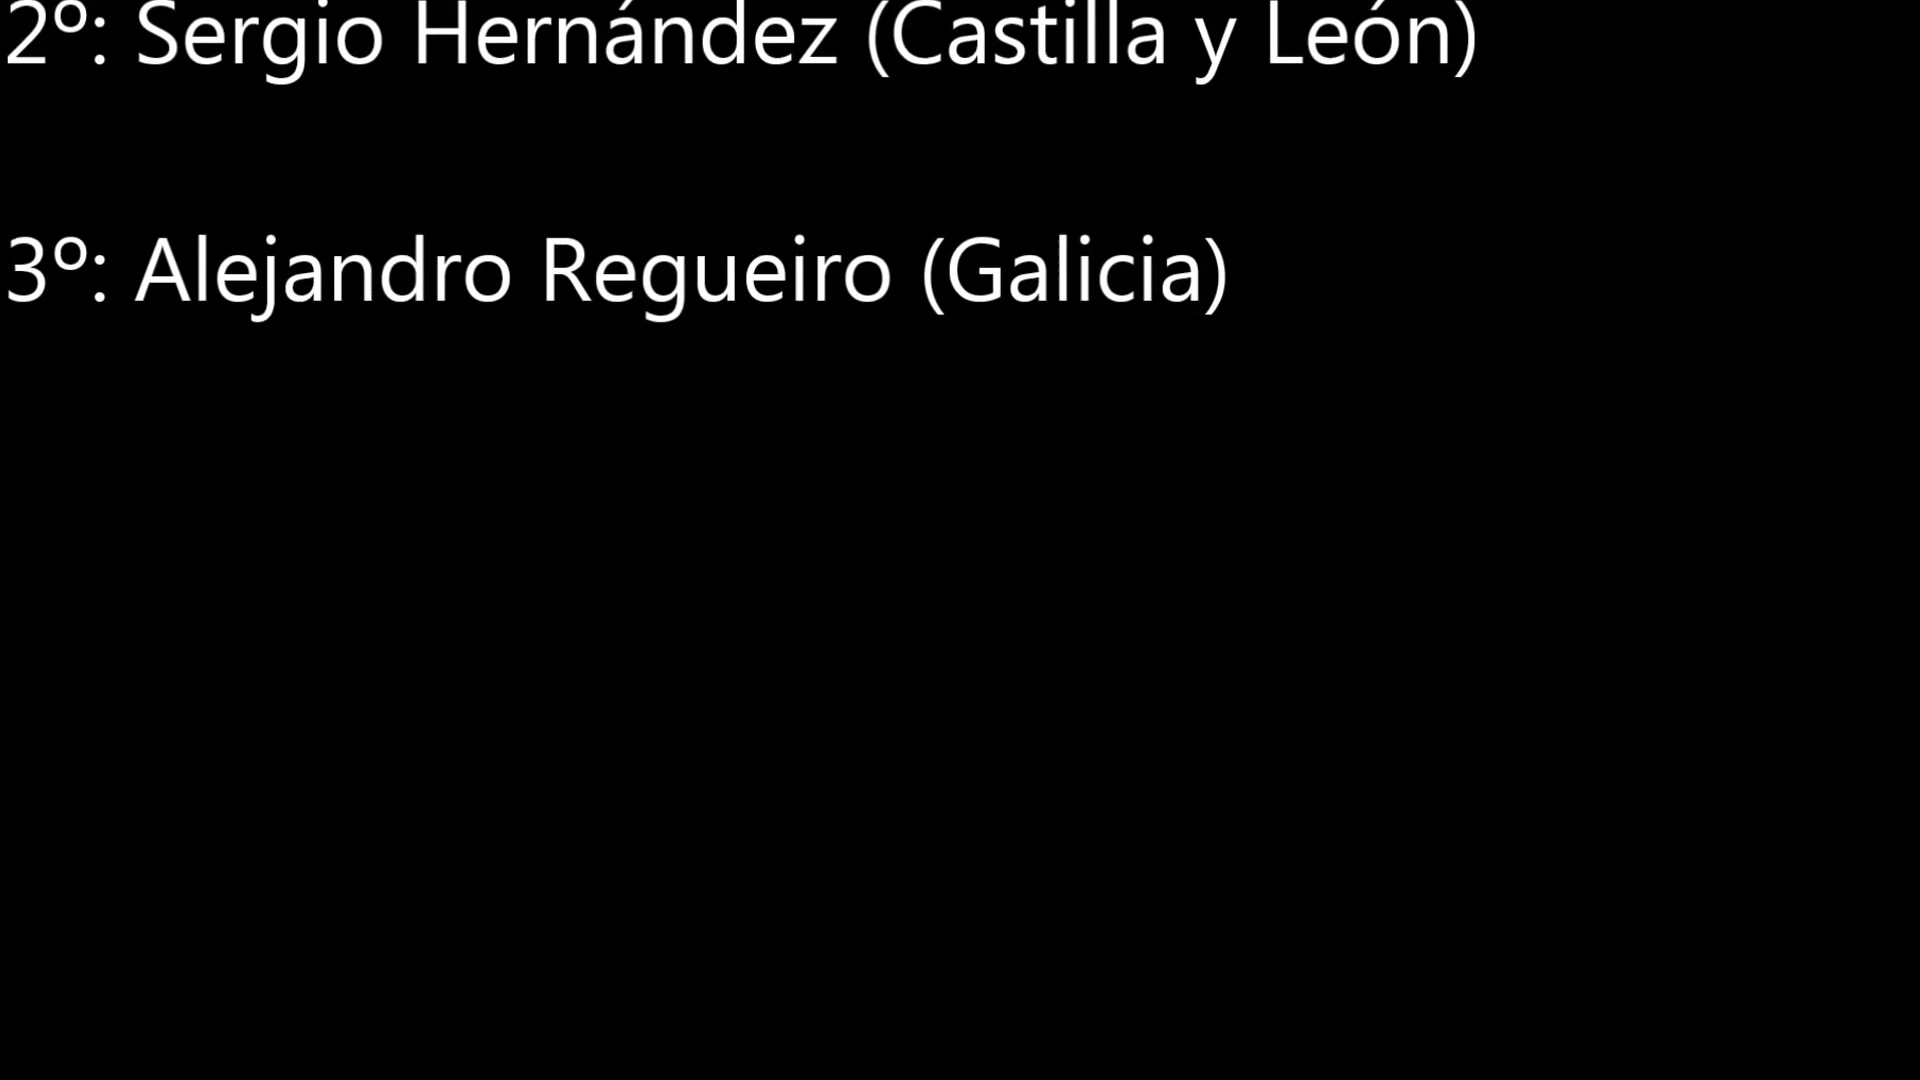 2º: Sergio Hernández (Castilla y León)
3º: Alejandro Regueiro (Galicia)